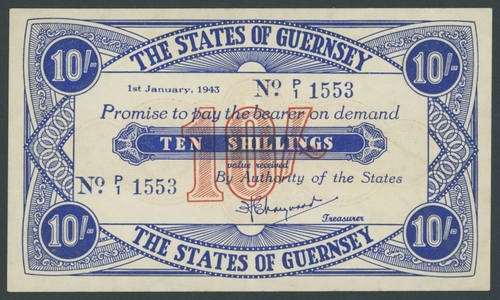 THE STATES OF GUERNSEY
10/- 10/-
1st January, 1943 No. P/1 1553
Promise to pay the bearer on demand
10/-
TEN SHILLINGS
value received
By Authority of the States
No. P/1 1553
Treasurer
10/- 10/-
THE STATES OF GUERNSEY